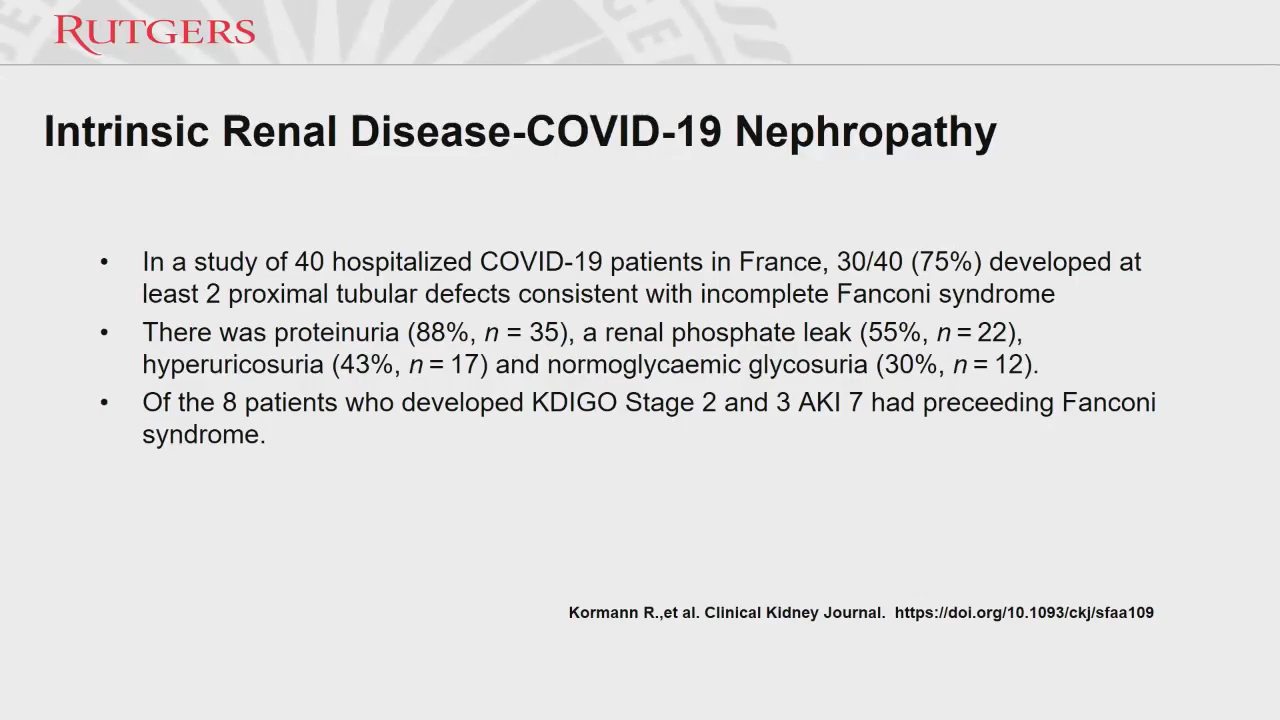 RUTGERS
Intrinsic Renal Disease-COVID-19 Nephropathy
• In a study of 40 hospitalized COVID-19 patients in France, 30/40 (75%) developed at
least 2 proximal tubular defects consistent with incomplete Fanconi syndrome
• There was proteinuria (88%, n = 35), a renal phosphate leak (55%, n = 22),
hyperuricosuria (43%, n = 17) and normoglycaemic glycosuria (30%, n = 12).
• Of the 8 patients who developed KDIGO Stage 2 and 3 AKI 7 had preceeding Fanconi
syndrome.
Kormann R.,et al. Clinical Kidney Journal. https://doi.org/10.1093/ckj/sfaa109